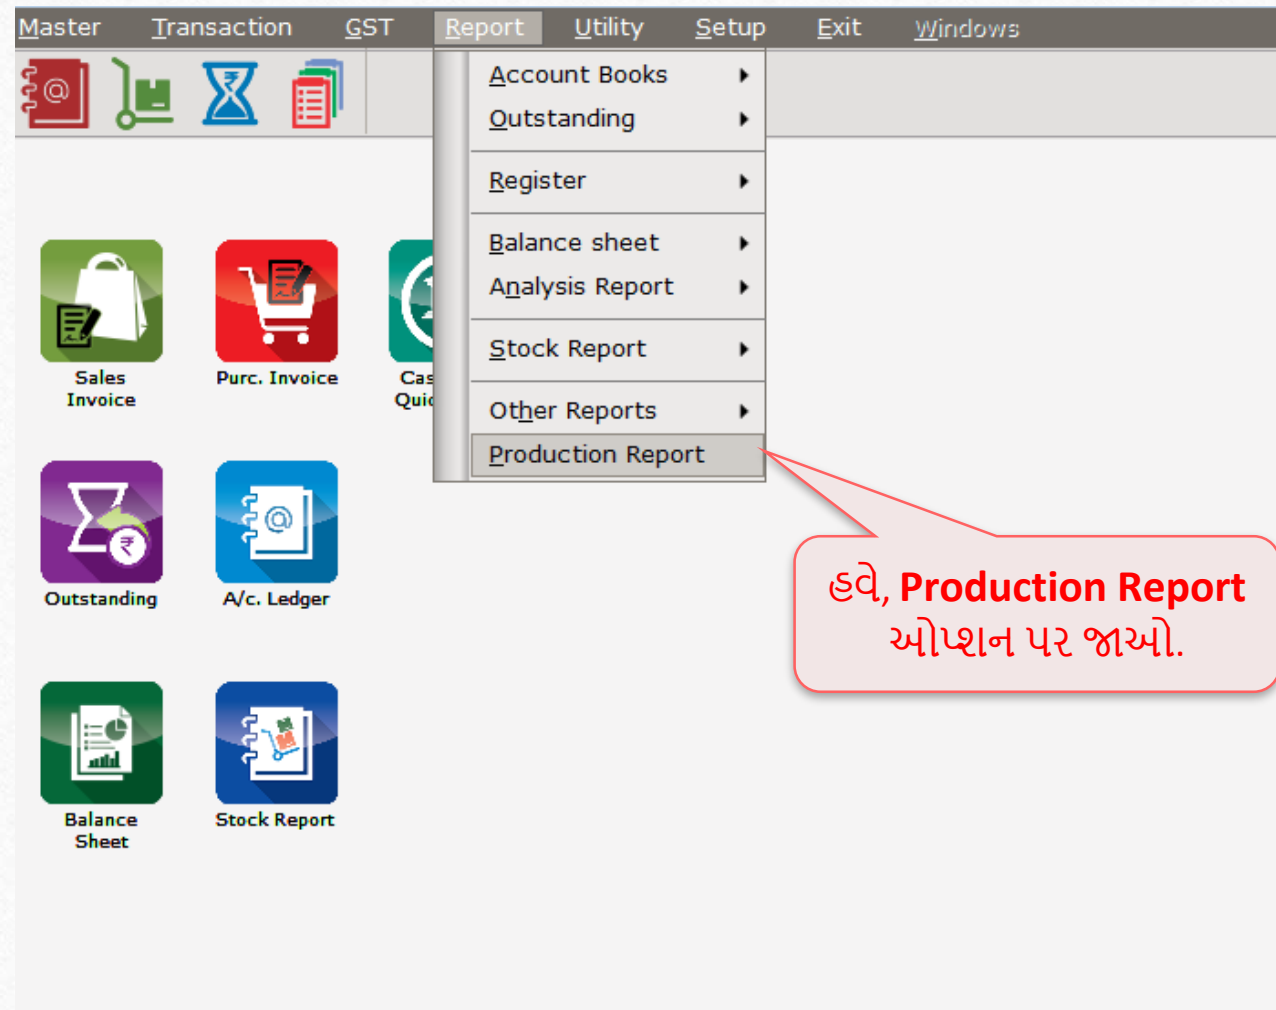 Master Transaction GST Report Utility Setup Exit Windows
Account Books
Outstanding
Register
Balance sheet
Analysis Report
Stock Report
Other Reports
Production Report
Sales
Invoice
Purc. Invoice
Cas
Quic
Outstanding
A/c. Ledger
Balance
Sheet
Stock Report
હવે, Production Report
ઓપ્શન પર જાઓ.